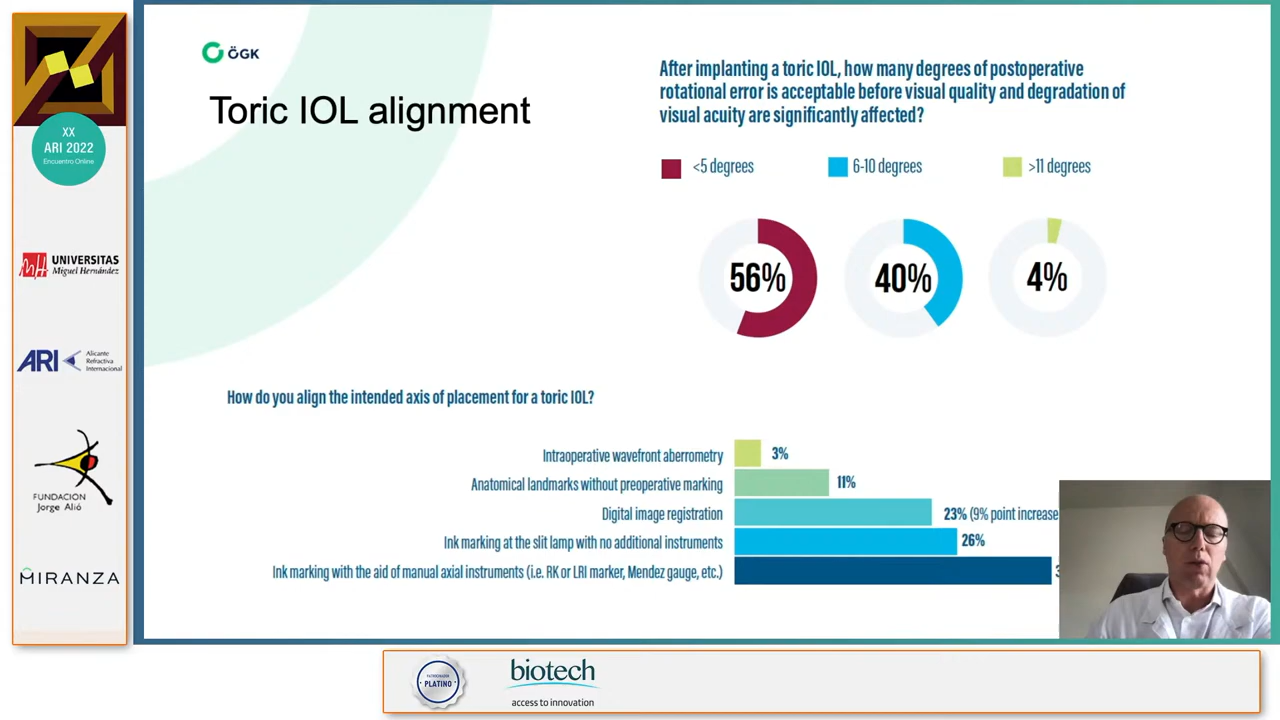 XX
ARI 2022
Encuentro Online
UNIVERSITAS
Miguel Hernández
ARI
Alicante
Refractiva
Internacional
FUNDACION
Jorge Alió
MIRANZA
ÖGK
Toric IOL alignment
After implanting a toric IOL, how many degrees of postoperative
rotational error is acceptable before visual quality and degradation of
visual acuity are significantly affected?
<5 degrees
6-10 degrees
>11 degrees
56%
40%
4%
How do you align the intended axis of placement for a toric IOL?
Intraoperative wavefront aberrometry
3%
Anatomical landmarks without preoperative marking
11%
Digital image registration
23% (9% point increase
Ink marking at the slit lamp with no additional instruments
26%
Ink marking with the aid of manual axial instruments (i.e. RK or LRI marker, Mendez gauge, etc.)
PATROCINADOR
PLATINO
biotech
access to innovation